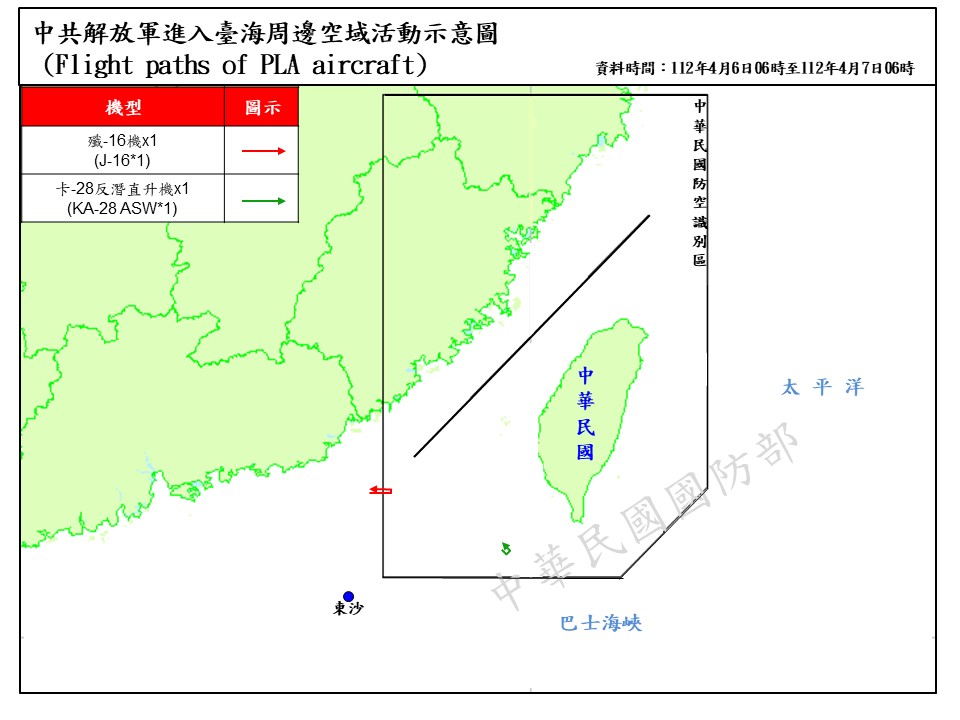 中共解放軍進入臺海周邊空域活動示意圖
(Flight paths of PLA aircraft)
資料時間：112年4月6日06時至112年4月7日06時
機型 圖示
殲-16機x1
(J-16*1)
卡-28反潛直升機x1
(KA-28 ASW*1)
中華民國防空識別區
中華民國
太平洋
中華民國國防部
東沙
巴士海峽